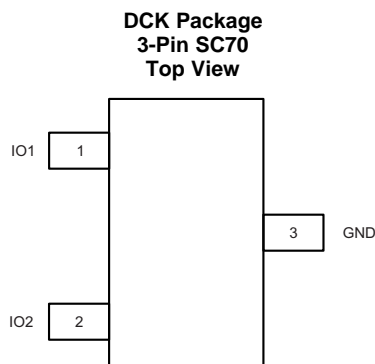 DCK Package
3-Pin SC70
Top View
IO1 1
3 GND
IO2 2